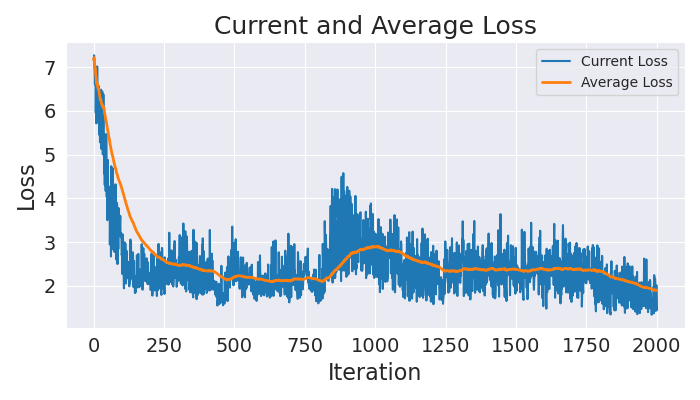 Current and Average Loss
Current Loss
Average Loss
Loss
7
6
5
4
3
2
0 250 500 750 1000 1250 1500 1750 2000
Iteration